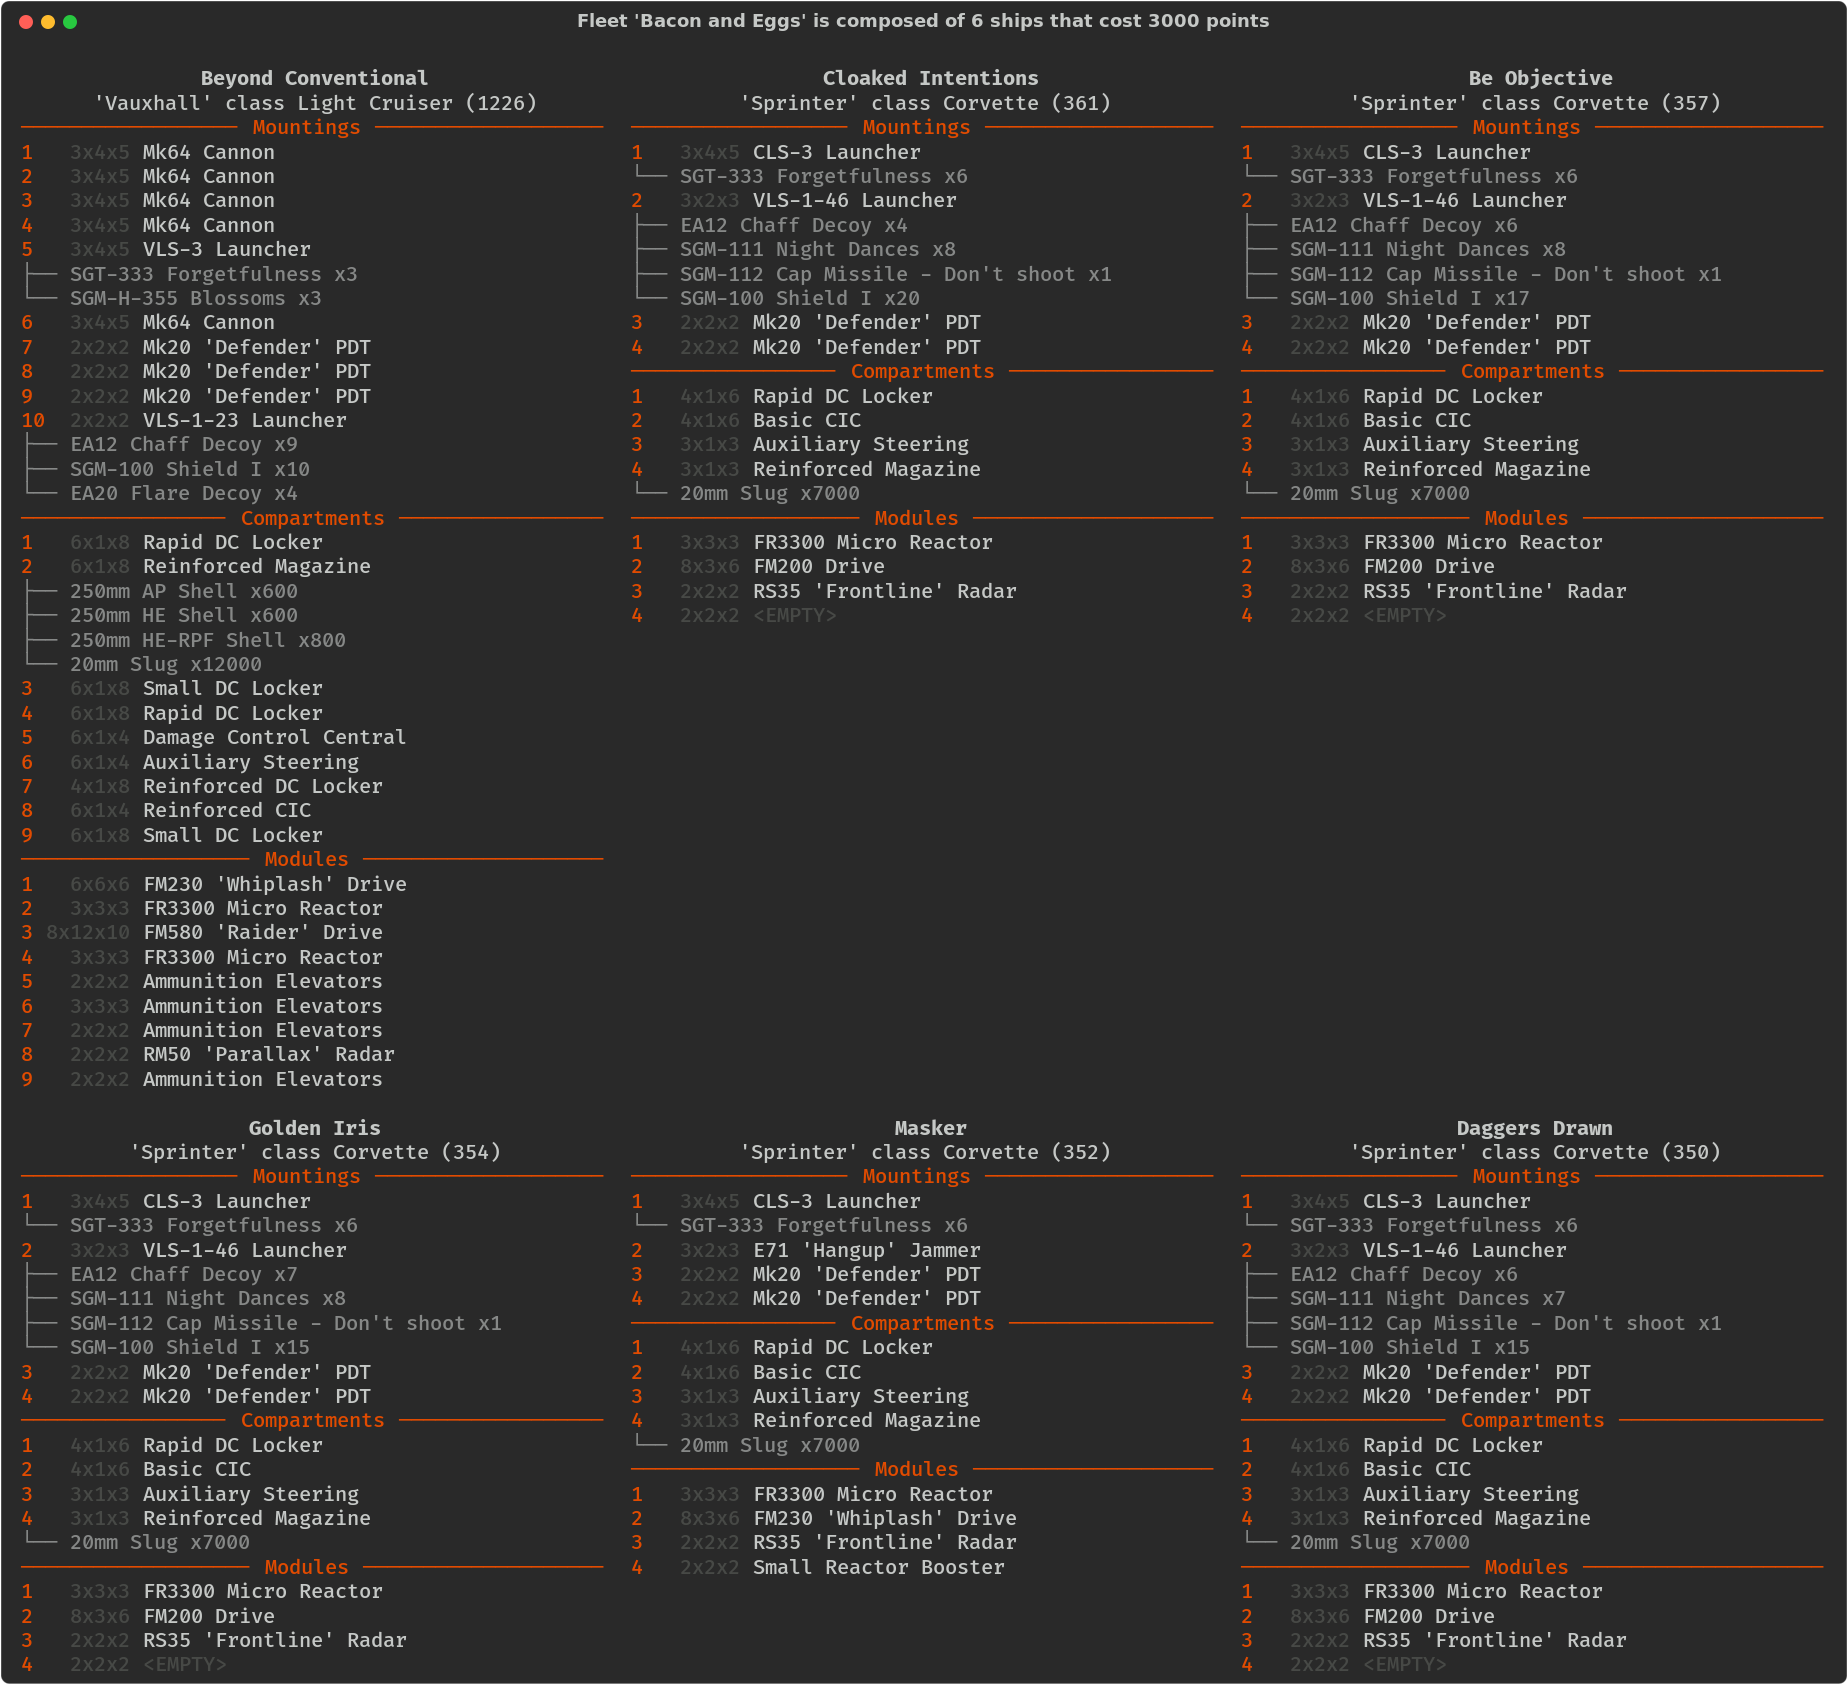 Fleet 'Bacon and Eggs' is composed of 6 ships that cost 3000 points
Beyond Conventional
'Vauxhall' class Light Cruiser (1226)
Mountings
1 3x4x5 Mk64 Cannon
2 3x4x5 Mk64 Cannon
3 3x4x5 Mk64 Cannon
4 3x4x5 Mk64 Cannon
5 3x4x5 VLS-3 Launcher
├── SGT-333 Forgetfulness x3
└── SGM-H-355 Blossoms x3
6 3x4x5 Mk64 Cannon
7 2x2x2 Mk20 'Defender' PDT
8 2x2x2 Mk20 'Defender' PDT
9 2x2x2 Mk20 'Defender' PDT
10 2x2x2 VLS-1-23 Launcher
├── EA12 Chaff Decoy x9
├── SGM-100 Shield I x10
└── EA20 Flare Decoy x4
Compartments
1 6x1x8 Rapid DC Locker
2 6x1x8 Reinforced Magazine
├── 250mm AP Shell x600
├── 250mm HE Shell x600
├── 250mm HE-RPF Shell x800
└── 20mm Slug x12000
3 6x1x8 Small DC Locker
4 6x1x8 Rapid DC Locker
5 6x1x4 Damage Control Central
6 6x1x4 Auxiliary Steering
7 4x1x8 Reinforced DC Locker
8 6x1x4 Reinforced CIC
9 6x1x8 Small DC Locker
Modules
1 6x6x6 FM230 'Whiplash' Drive
2 3x3x3 FR3300 Micro Reactor
3 8x12x10 FM580 'Raider' Drive
4 3x3x3 FR3300 Micro Reactor
5 2x2x2 Ammunition Elevators
6 3x3x3 Ammunition Elevators
7 2x2x2 Ammunition Elevators
8 2x2x2 RM50 'Parallax' Radar
9 2x2x2 Ammunition Elevators
Cloaked Intentions
'Sprinter' class Corvette (361)
Mountings
1 3x4x5 CLS-3 Launcher
└── SGT-333 Forgetfulness x6
2 3x2x3 VLS-1-46 Launcher
├── EA12 Chaff Decoy x4
├── SGM-111 Night Dances x8
├── SGM-112 Cap Missile - Don't shoot x1
└── SGM-100 Shield I x20
3 2x2x2 Mk20 'Defender' PDT
4 2x2x2 Mk20 'Defender' PDT
Compartments
1 4x1x6 Rapid DC Locker
2 4x1x6 Basic CIC
3 3x1x3 Auxiliary Steering
4 3x1x3 Reinforced Magazine
└── 20mm Slug x7000
Modules
1 3x3x3 FR3300 Micro Reactor
2 8x3x6 FM200 Drive
3 2x2x2 RS35 'Frontline' Radar
4 2x2x2 <EMPTY>
Be Objective
'Sprinter' class Corvette (357)
Mountings
1 3x4x5 CLS-3 Launcher
└── SGT-333 Forgetfulness x6
2 3x2x3 VLS-1-46 Launcher
├── EA12 Chaff Decoy x6
├── SGM-111 Night Dances x8
├── SGM-112 Cap Missile - Don't shoot x1
└── SGM-100 Shield I x17
3 2x2x2 Mk20 'Defender' PDT
4 2x2x2 Mk20 'Defender' PDT
Compartments
1 4x1x6 Rapid DC Locker
2 4x1x6 Basic CIC
3 3x1x3 Auxiliary Steering
4 3x1x3 Reinforced Magazine
└── 20mm Slug x7000
Modules
1 3x3x3 FR3300 Micro Reactor
2 8x3x6 FM200 Drive
3 2x2x2 RS35 'Frontline' Radar
4 2x2x2 <EMPTY>
Golden Iris
'Sprinter' class Corvette (354)
Mountings
1 3x4x5 CLS-3 Launcher
└── SGT-333 Forgetfulness x6
2 3x2x3 VLS-1-46 Launcher
├── EA12 Chaff Decoy x7
├── SGM-111 Night Dances x8
├── SGM-112 Cap Missile - Don't shoot x1
└── SGM-100 Shield I x15
3 2x2x2 Mk20 'Defender' PDT
4 2x2x2 Mk20 'Defender' PDT
Compartments
1 4x1x6 Rapid DC Locker
2 4x1x6 Basic CIC
3 3x1x3 Auxiliary Steering
4 3x1x3 Reinforced Magazine
└── 20mm Slug x7000
Modules
1 3x3x3 FR3300 Micro Reactor
2 8x3x6 FM200 Drive
3 2x2x2 RS35 'Frontline' Radar
4 2x2x2 <EMPTY>
Masker
'Sprinter' class Corvette (352)
Mountings
1 3x4x5 CLS-3 Launcher
└── SGT-333 Forgetfulness x6
2 3x2x3 E71 'Hangup' Jammer
3 2x2x2 Mk20 'Defender' PDT
4 2x2x2 Mk20 'Defender' PDT
Compartments
1 4x1x6 Rapid DC Locker
2 4x1x6 Basic CIC
3 3x1x3 Auxiliary Steering
4 3x1x3 Reinforced Magazine
└── 20mm Slug x7000
Modules
1 3x3x3 FR3300 Micro Reactor
2 8x3x6 FM230 'Whiplash' Drive
3 2x2x2 RS35 'Frontline' Radar
4 2x2x2 Small Reactor Booster
Daggers Drawn
'Sprinter' class Corvette (350)
Mountings
1 3x4x5 CLS-3 Launcher
└── SGT-333 Forgetfulness x6
2 3x2x3 VLS-1-46 Launcher
├── EA12 Chaff Decoy x6
├── SGM-111 Night Dances x7
├── SGM-112 Cap Missile - Don't shoot x1
└── SGM-100 Shield I x15
3 2x2x2 Mk20 'Defender' PDT
4 2x2x2 Mk20 'Defender' PDT
Compartments
1 4x1x6 Rapid DC Locker
2 4x1x6 Basic CIC
3 3x1x3 Auxiliary Steering
4 3x1x3 Reinforced Magazine
└── 20mm Slug x7000
Modules
1 3x3x3 FR3300 Micro Reactor
2 8x3x6 FM200 Drive
3 2x2x2 RS35 'Frontline' Radar
4 2x2x2 <EMPTY>